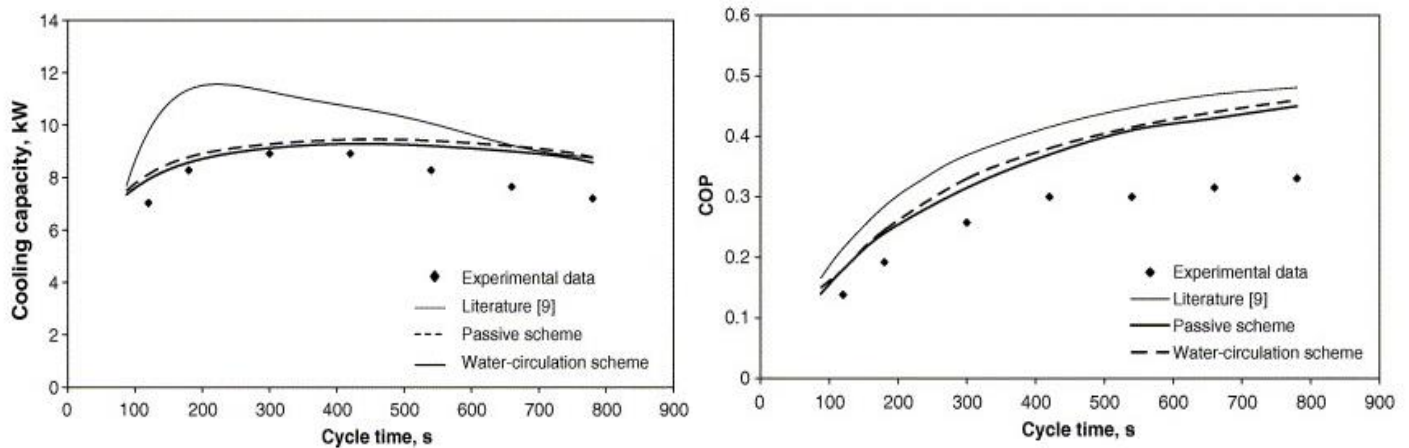 14
12
10
8
6
4
2
0
Cooling capacity, kW
Experimental data
Literature [9]
Passive scheme
Water-circulation scheme
0 100 200 300 400 500 600 700 800 900
Cycle time, s
0.6
0.5
0.4
0.3
0.2
0.1
0
COP
Experimental data
Literature [9]
Passive scheme
Water-circulation scheme
0 100 200 300 400 500 600 700 800 900
Cycle time, s